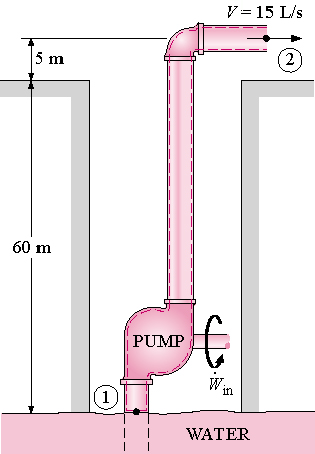 V = 15 L/s
5 m
2
60 m
PUMP
Ẇin
1
WATER